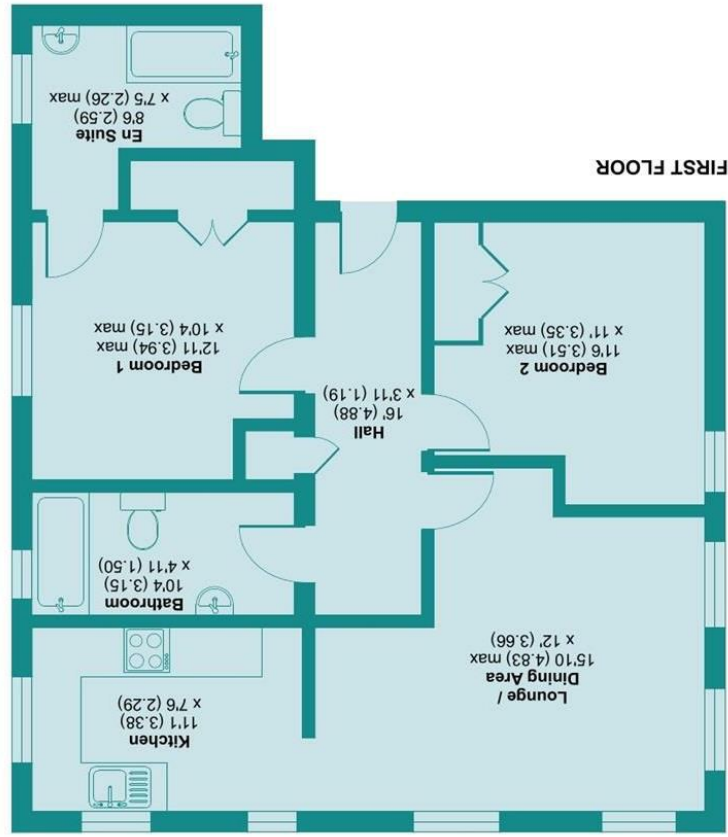 Kitchen
11'1 (3.38)
x 7'6 (2.29)
Lounge /
Dining Area
15'10 (4.83) max
x 12' (3.66)
Bathroom
10'4 (3.15)
x 4'11 (1.50)
Hall
16' (4.88)
x 3'11 (1.19)
Bedroom 2
11'6 (3.51) max
x 11' (3.35) max
Bedroom 1
12'11 (3.94) max
x 10'4 (3.15) max
FIRST FLOOR
En Suite
8'6 (2.59)
x 7'5 (2.26) max